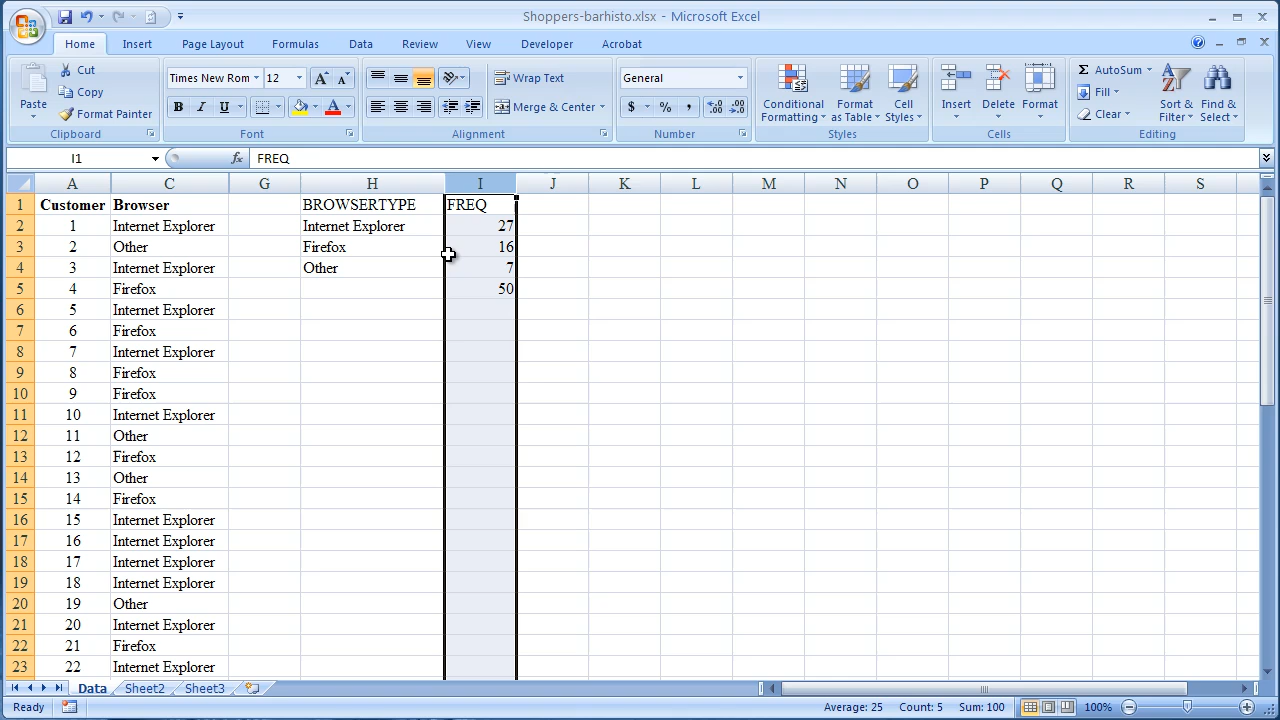 Shoppers-barhisto.xlsx - Microsoft Excel
Home Insert Page Layout Formulas Data Review View Developer Acrobat
Paste Cut Copy Format Painter Clipboard
Times New Rom 12 B I U A A A Font
Wrap Text Merge & Center Alignment
General $ % , .0 .00 .00 .0 Number
Conditional Formatting Format as Table Cell Styles Styles
Insert Delete Format Cells
Σ AutoSum Fill Clear Sort & Filter Find & Select Editing
I1 fx FREQ
A C G H I J K L M N O P Q R S
1 Customer Browser BROWSERTYPE FREQ
2 1 Internet Explorer Internet Explorer 27
3 2 Other Firefox 16
4 3 Internet Explorer Other 7
5 4 Firefox 50
6 5 Internet Explorer
7 6 Firefox
8 7 Internet Explorer
9 8 Firefox
10 9 Firefox
11 10 Internet Explorer
12 11 Other
13 12 Firefox
14 13 Other
15 14 Firefox
16 15 Internet Explorer
17 16 Internet Explorer
18 17 Internet Explorer
19 18 Internet Explorer
20 19 Other
21 20 Internet Explorer
22 21 Firefox
23 22 Internet Explorer
Data Sheet2 Sheet3
Ready Average: 25 Count: 5 Sum: 100 100%